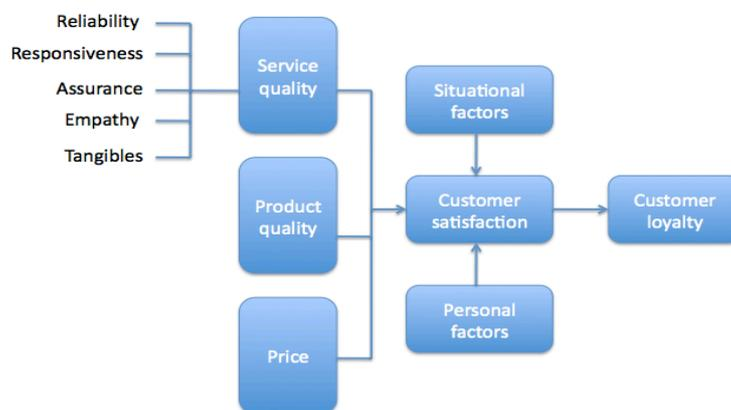 Reliability
Responsiveness
Assurance
Empathy
Tangibles
Service
quality
Product
quality
Price
Situational
factors
Customer
satisfaction
Personal
factors
Customer
loyalty